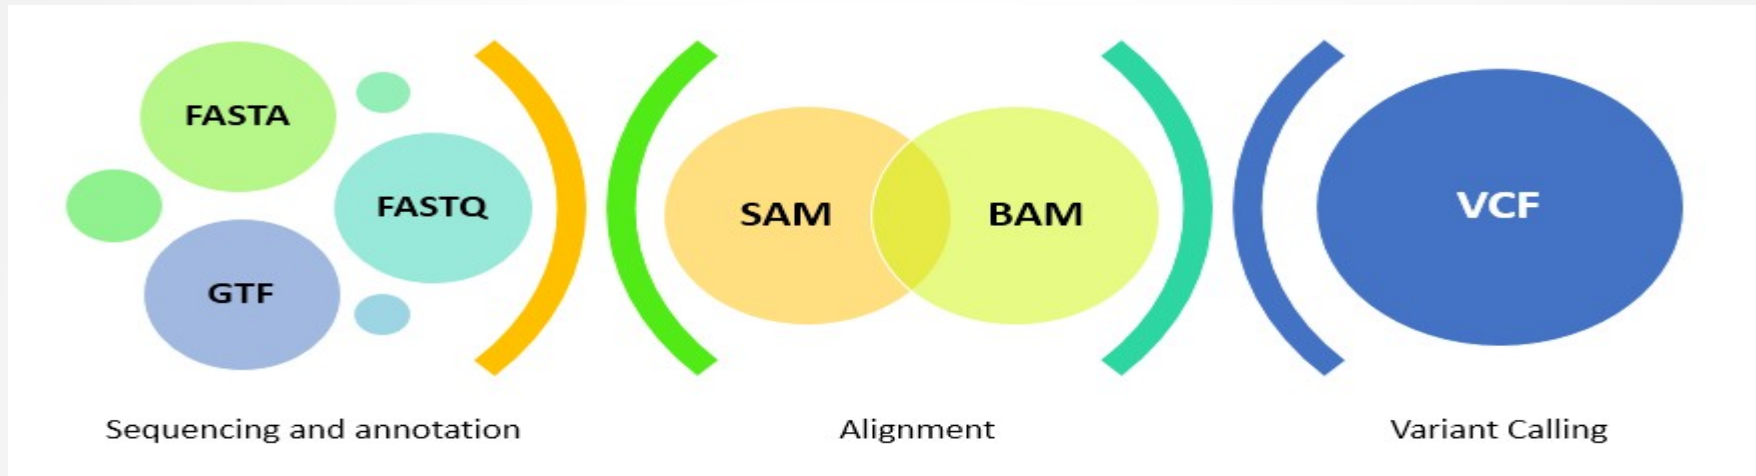 FASTA
FASTQ
GTF
SAM
BAM
VCF
Sequencing and annotation
Alignment
Variant Calling